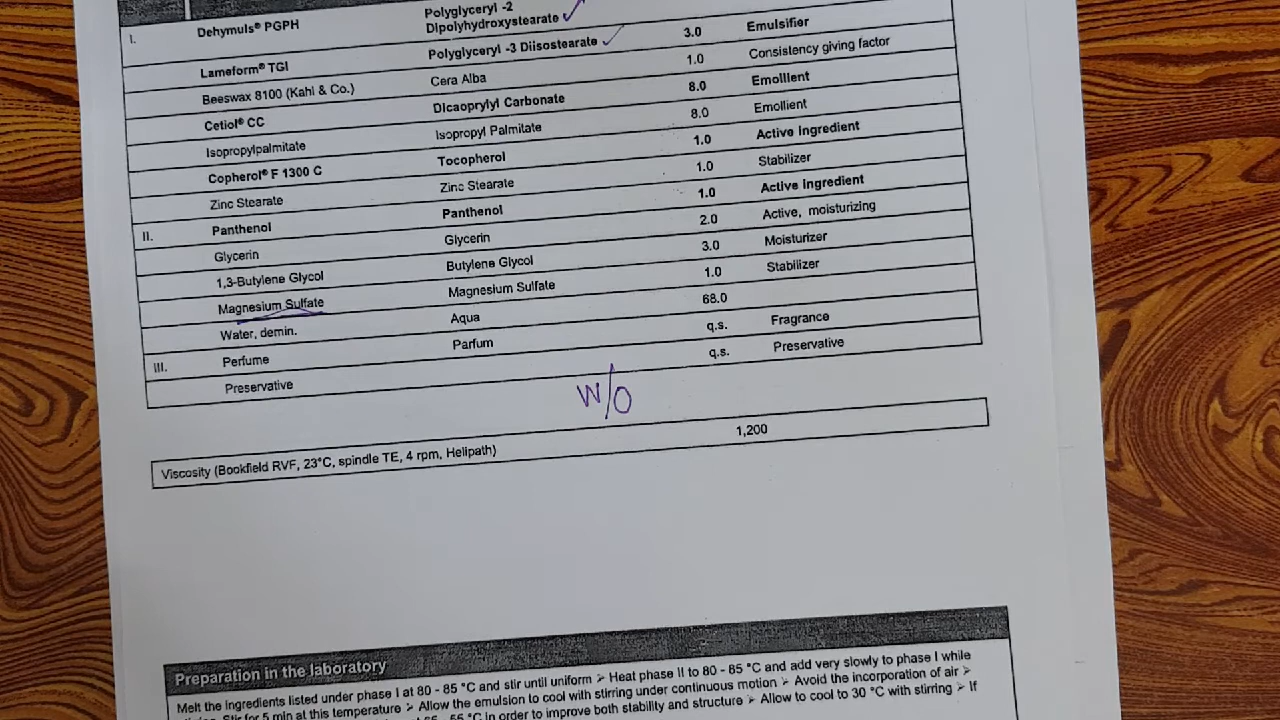 Polyglyceryl -2
I. Dehymuls® PGPH Dipolyhydroxystearate
Lameform® TGI Polyglyceryl -3 Diisostearate 3.0 Emulsifier
Beeswax 8100 (Kahl & Co.) Cera Alba 1.0 Consistency giving factor
Cetiol® CC Dicaoprylyl Carbonate 8.0 Emollient
Isopropylpalmitate Isopropyl Palmitate 8.0 Emollient
Copherol® F 1300 C Tocopherol 1.0 Active Ingredient
Zinc Stearate Zinc Stearate 1.0 Stabilizer
II. Panthenol Panthenol 1.0 Active Ingredient
Glycerin Glycerin 2.0 Active, moisturizing
1,3-Butylene Glycol Butylene Glycol 3.0 Moisturizer
Magnesium Sulfate Magnesium Sulfate 1.0 Stabilizer
Water, demin. Aqua 68.0
III. Perfume Parfum q.s. Fragrance
Preservative q.s. Preservative
W/O
Viscosity (Bookfield RVF, 23°C, spindle TE, 4 rpm, Helipath) 1,200
Preparation in the laboratory
Melt the ingredients listed under phase I at 80 - 85 °C and stir until uniform ➢ Heat phase II to 80 - 85 °C and add very slowly to phase I while
Stir for 5 min at this temperature ➢ Allow the emulsion to cool with stirring under continuous motion ➢ Avoid the incorporation of air ➢
55 °C in order to improve both stability and structure ➢ Allow to cool to 30 °C with stirring ➢ If